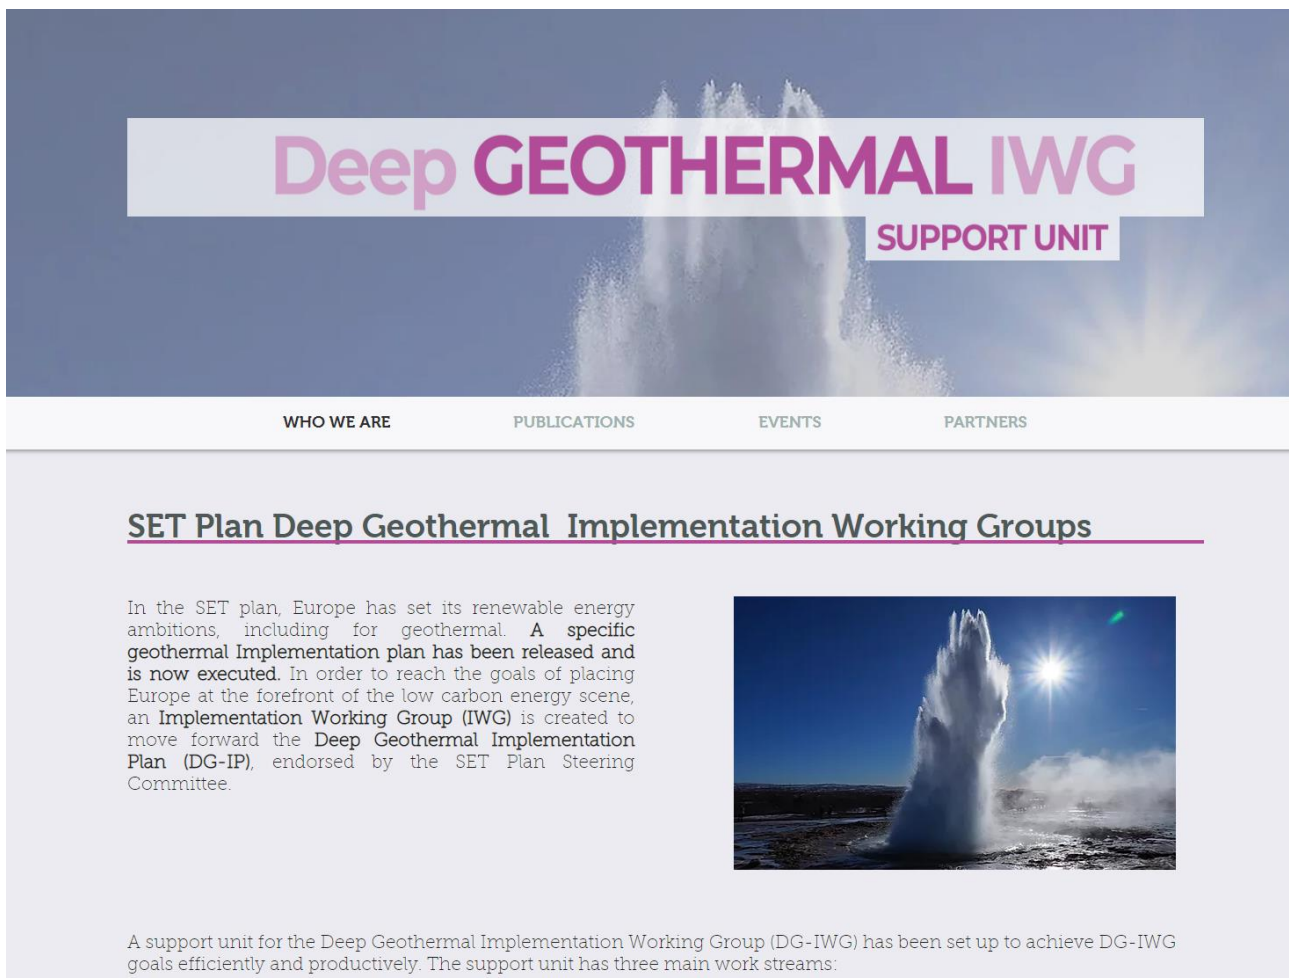 Deep GEOTHERMAL IWG
SUPPORT UNIT
WHO WE ARE PUBLICATIONS EVENTS PARTNERS
SET Plan Deep Geothermal Implementation Working Groups
In the SET plan, Europe has set its renewable energy
ambitions, including for geothermal. A specific
geothermal Implementation plan has been released and
is now executed. In order to reach the goals of placing
Europe at the forefront of the low carbon energy scene,
an Implementation Working Group (IWG) is created to
move forward the Deep Geothermal Implementation
Plan (DG-IP), endorsed by the SET Plan Steering
Committee.
A support unit for the Deep Geothermal Implementation Working Group (DG-IWG) has been set up to achieve DG-IWG
goals efficiently and productively. The support unit has three main work streams: